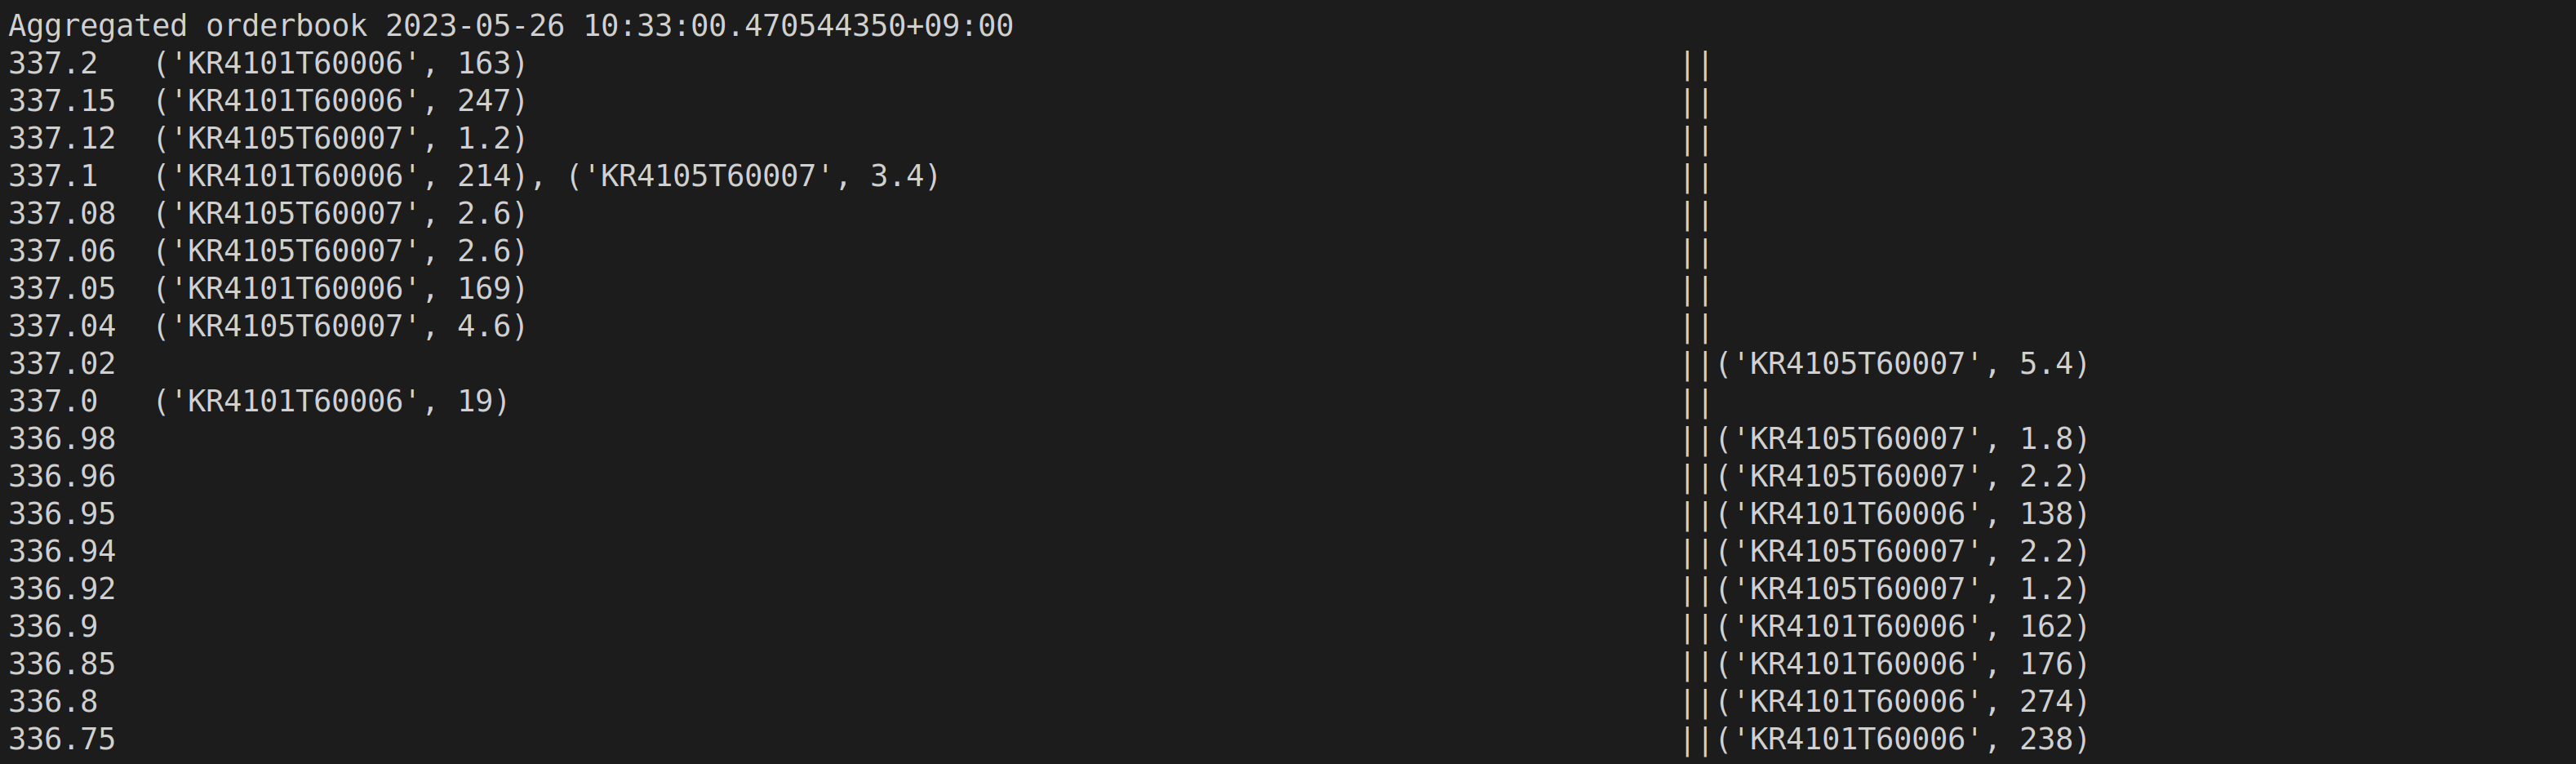 Aggregated orderbook 2023-05-26 10:33:00.470544350+09:00
337.2   ('KR4101T60006', 163)                                                                ||
337.15  ('KR4101T60006', 247)                                                                ||
337.12  ('KR4105T60007', 1.2)                                                                ||
337.1   ('KR4101T60006', 214), ('KR4105T60007', 3.4)                                         ||
337.08  ('KR4105T60007', 2.6)                                                                ||
337.06  ('KR4105T60007', 2.6)                                                                ||
337.05  ('KR4101T60006', 169)                                                                ||
337.04  ('KR4105T60007', 4.6)                                                                ||
337.02                                                                                       ||('KR4105T60007', 5.4)
337.0   ('KR4101T60006', 19)                                                                 ||
336.98                                                                                       ||('KR4105T60007', 1.8)
336.96                                                                                       ||('KR4105T60007', 2.2)
336.95                                                                                       ||('KR4101T60006', 138)
336.94                                                                                       ||('KR4105T60007', 2.2)
336.92                                                                                       ||('KR4105T60007', 1.2)
336.9                                                                                        ||('KR4101T60006', 162)
336.85                                                                                       ||('KR4101T60006', 176)
336.8                                                                                        ||('KR4101T60006', 274)
336.75                                                                                       ||('KR4101T60006', 238)